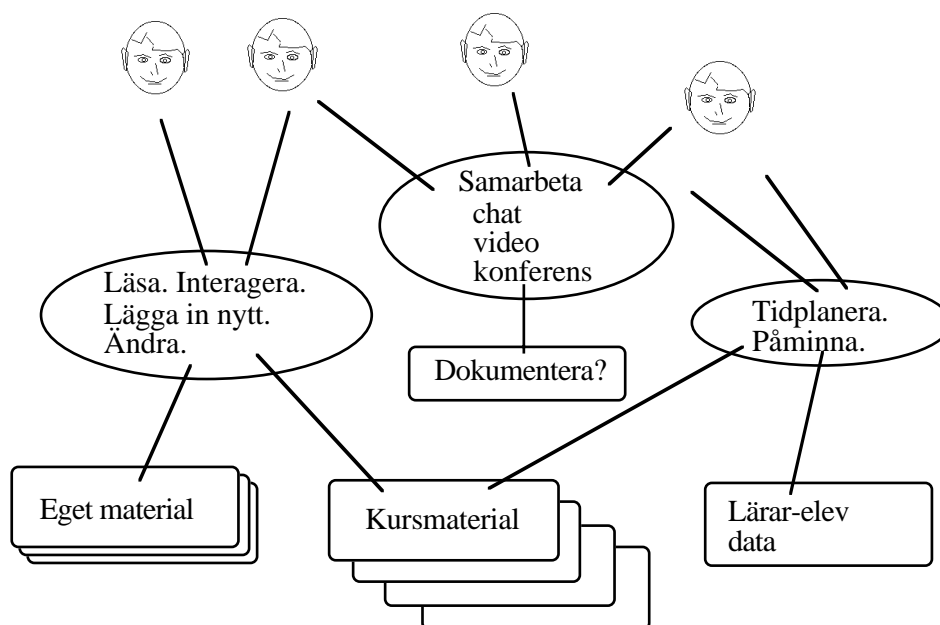 Samarbeta
chat
video
konferens
Läsa. Interagera.
Lägga in nytt.
Ändra.
Tidplanera.
Påminna.
Dokumentera?
Eget material
Kursmaterial
Lärar-elev
data